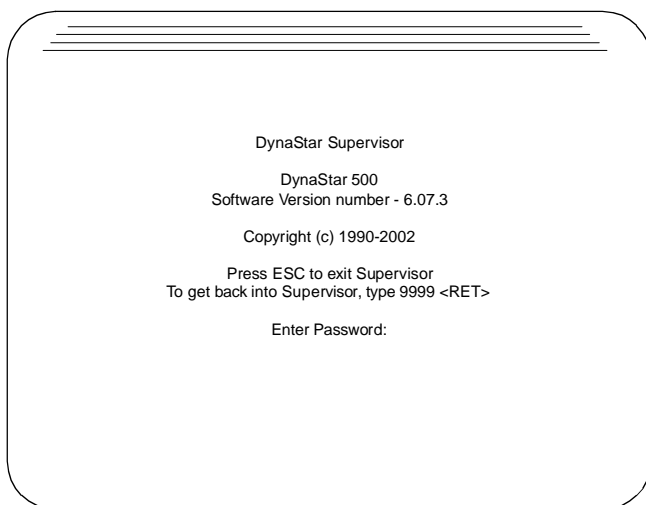 DynaStar Supervisor
DynaStar 500
Software Version number - 6.07.3
Copyright (c) 1990-2002
Press ESC to exit Supervisor
To get back into Supervisor, type 9999 <RET>
Enter Password: